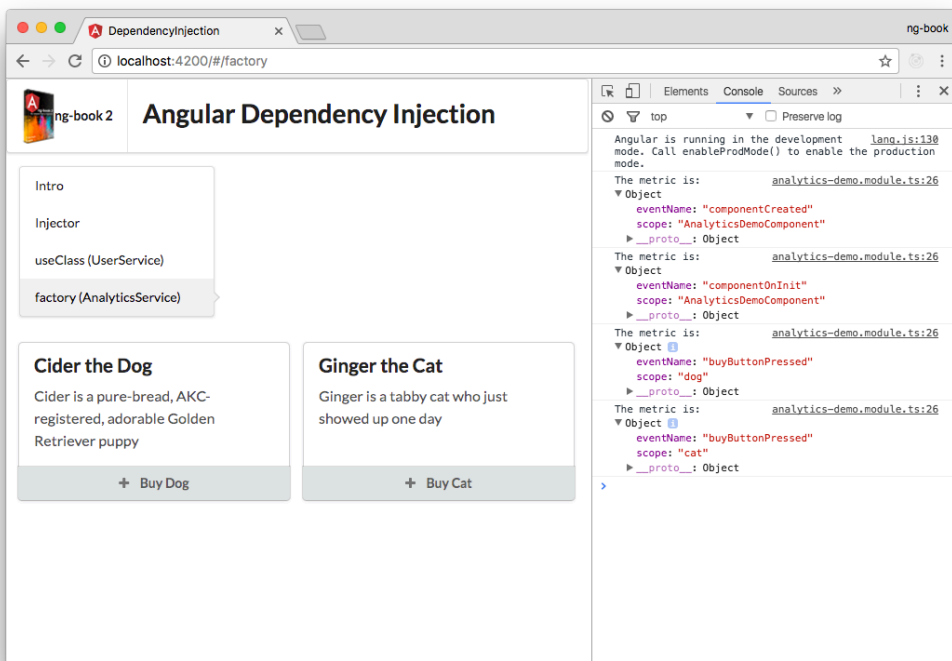 DependencyInjection
ng-book
localhost:4200/#/factory
ng-book 2
Angular Dependency Injection
Intro
Injector
useClass (UserService)
factory (AnalyticsService)
Cider the Dog
Cider is a pure-bread, AKC-
registered, adorable Golden
Retriever puppy
+ Buy Dog
Ginger the Cat
Ginger is a tabby cat who just
showed up one day
+ Buy Cat
Elements Console Sources »
top ▼ Preserve log
Angular is running in the development lang.js:130
mode. Call enableProdMode() to enable the production
mode.
The metric is: analytics-demo.module.ts:26
▼Object
eventName: "componentCreated"
scope: "AnalyticsDemoComponent"
▶__proto__: Object
The metric is: analytics-demo.module.ts:26
▼Object
eventName: "componentOnInit"
scope: "AnalyticsDemoComponent"
▶__proto__: Object
The metric is: analytics-demo.module.ts:26
▼Object i
eventName: "buyButtonPressed"
scope: "dog"
▶__proto__: Object
The metric is: analytics-demo.module.ts:26
▼Object i
eventName: "buyButtonPressed"
scope: "cat"
▶__proto__: Object
>